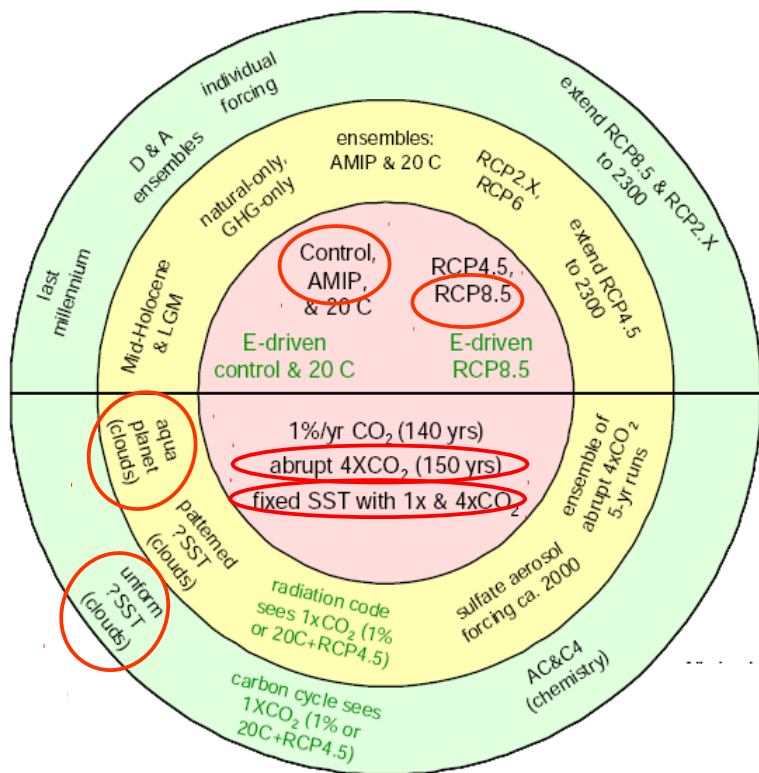 individual
forcing
D & A
ensembles
last
millennium
extend RCP8.5 & RCP2.X
to 2300
ensembles:
AMIP & 20 C
natural-only,
GHG-only
RCP2.X,
RCP6
Mid-Holocene
& LGM
extend RCP4.5
to 2300
Control,
AMIP,
& 20 C
RCP4.5,
RCP8.5
E-driven
control & 20 C
E-driven
RCP8.5
1%/yr CO₂ (140 yrs)
abrupt 4XCO₂ (150 yrs)
fixed SST with 1x & 4xCO₂
aqua
planet
(clouds)
patterned
?SST
(clouds)
radiation code
sees 1xCO₂ (1%
or 20C+RCP4.5)
sulfate aerosol
forcing ca. 2000
ensemble of
abrupt 4xCO₂
5-yr runs
unform
?SST
(clouds)
carbon cycle sees
1XCO₂ (1% or
20C+RCP4.5)
AC&C4
(chemistry)